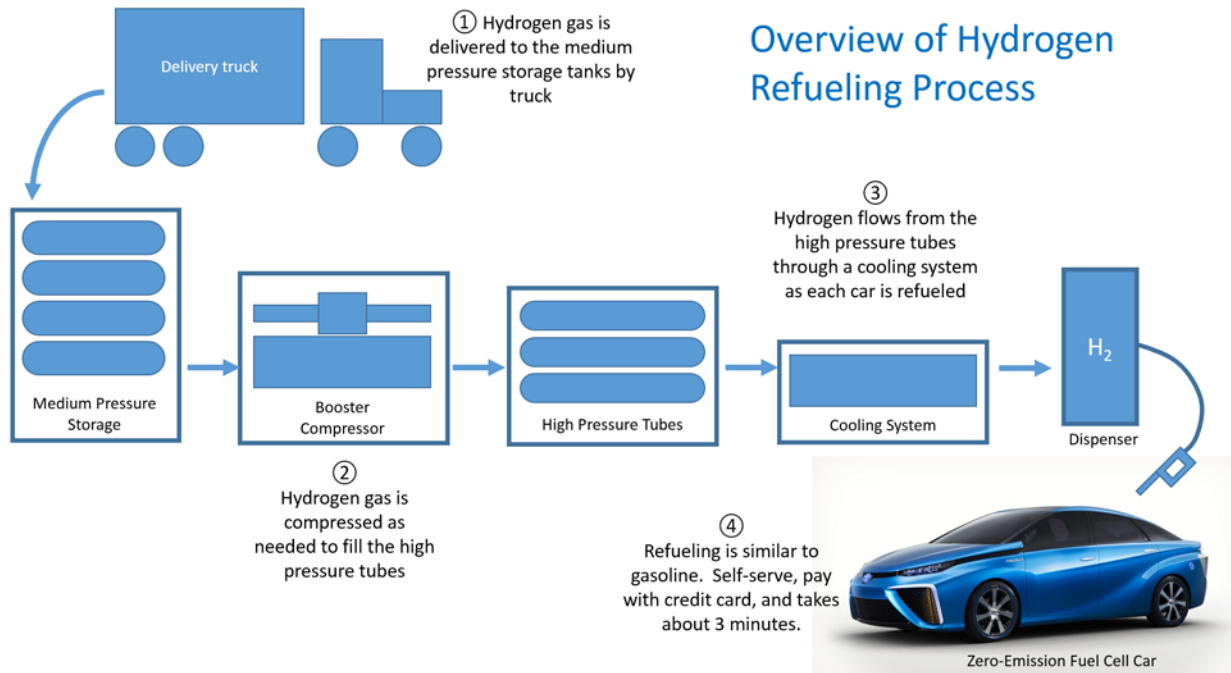 Overview of Hydrogen
Refueling Process
Delivery truck
① Hydrogen gas is
delivered to the medium
pressure storage tanks by
truck
Medium Pressure
Storage
Booster
Compressor
②
Hydrogen gas is
compressed as
needed to fill the high
pressure tubes
High Pressure Tubes
③
Hydrogen flows from the
high pressure tubes
through a cooling system
as each car is refueled
Cooling System
H₂
Dispenser
④
Refueling is similar to
gasoline.  Self-serve, pay
with credit card, and takes
about 3 minutes.
Zero-Emission Fuel Cell Car